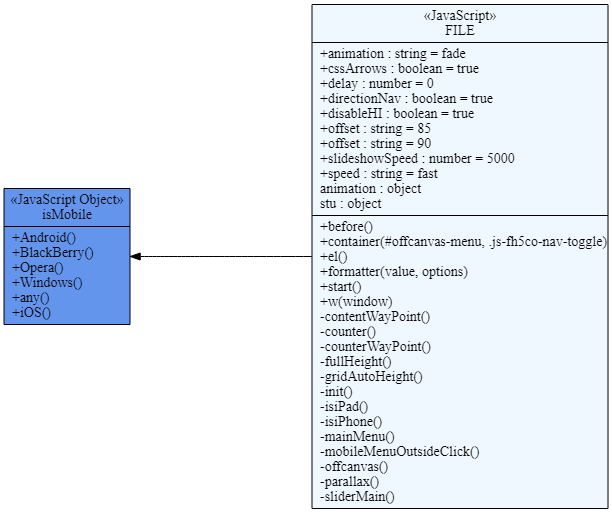 «JavaScript»
FILE
+animation : string = fade
+cssArrows : boolean = true
+delay : number = 0
+directionNav : boolean = true
+disableHI : boolean = true
+offset : string = 85
+offset : string = 90
+slideshowSpeed : number = 5000
+speed : string = fast
animation : object
stu : object
+before()
+container(#offcanvas-menu, .js-fh5co-nav-toggle)
+el()
+formatter(value, options)
+start()
+w(window)
-contentWayPoint()
-counter()
-counterWayPoint()
-fullHeight()
-gridAutoHeight()
-init()
-isiPad()
-isiPhone()
-mainMenu()
-mobileMenuOutsideClick()
-offcanvas()
-parallax()
-sliderMain()
«JavaScript Object»
isMobile
+Android()
+BlackBerry()
+Opera()
+Windows()
+any()
+iOS()